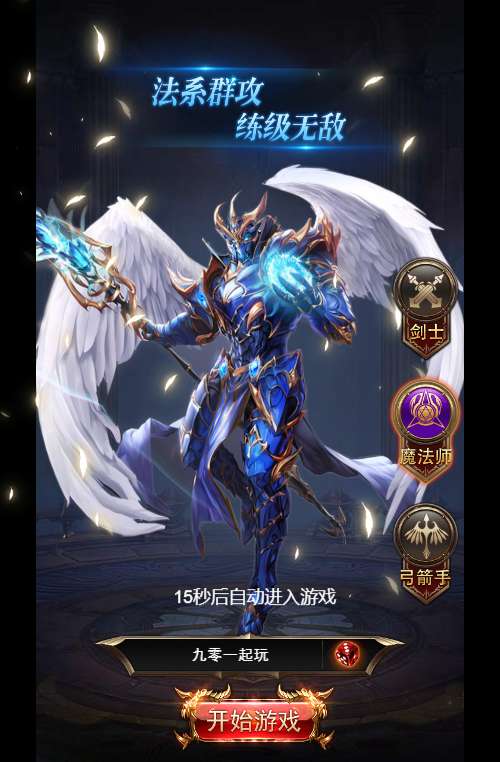 法系群攻
练级无敌
剑士
魔法师
弓箭手
15秒后自动进入游戏
九零一起玩
开始游戏